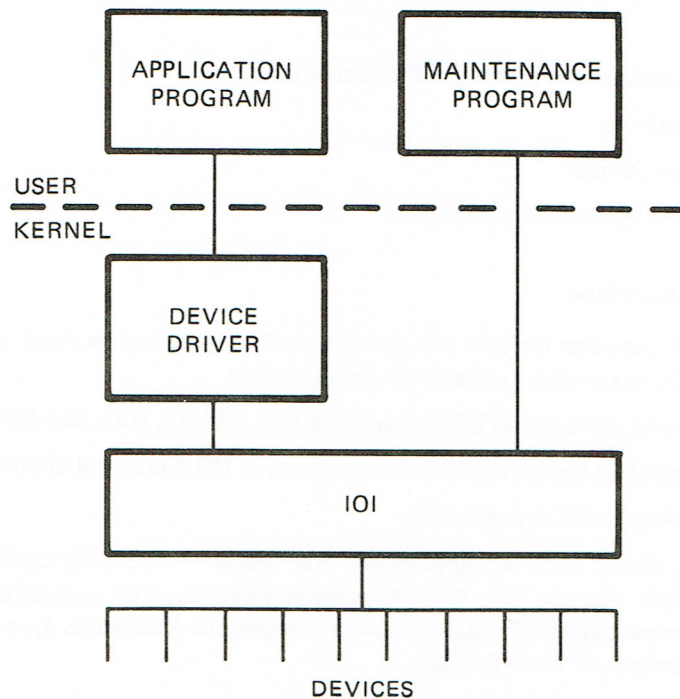 APPLICATION
PROGRAM
MAINTENANCE
PROGRAM
USER
KERNEL
DEVICE
DRIVER
IOI
DEVICES